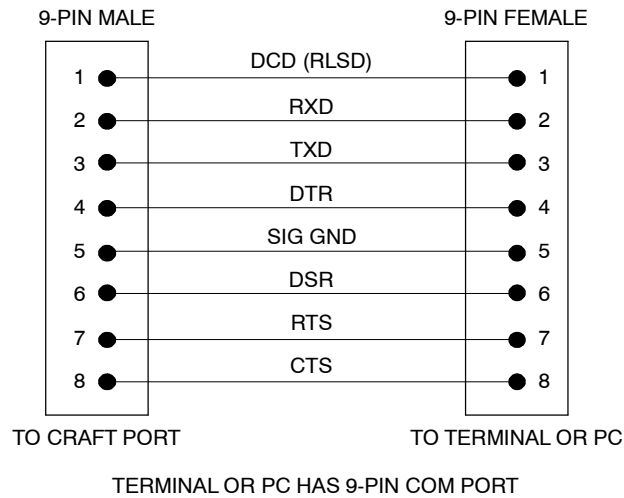 9-PIN MALE 9-PIN FEMALE
1 DCD (RLSD) 1
2 RXD 2
3 TXD 3
4 DTR 4
5 SIG GND 5
6 DSR 6
7 RTS 7
8 CTS 8
TO CRAFT PORT TO TERMINAL OR PC
TERMINAL OR PC HAS 9-PIN COM PORT